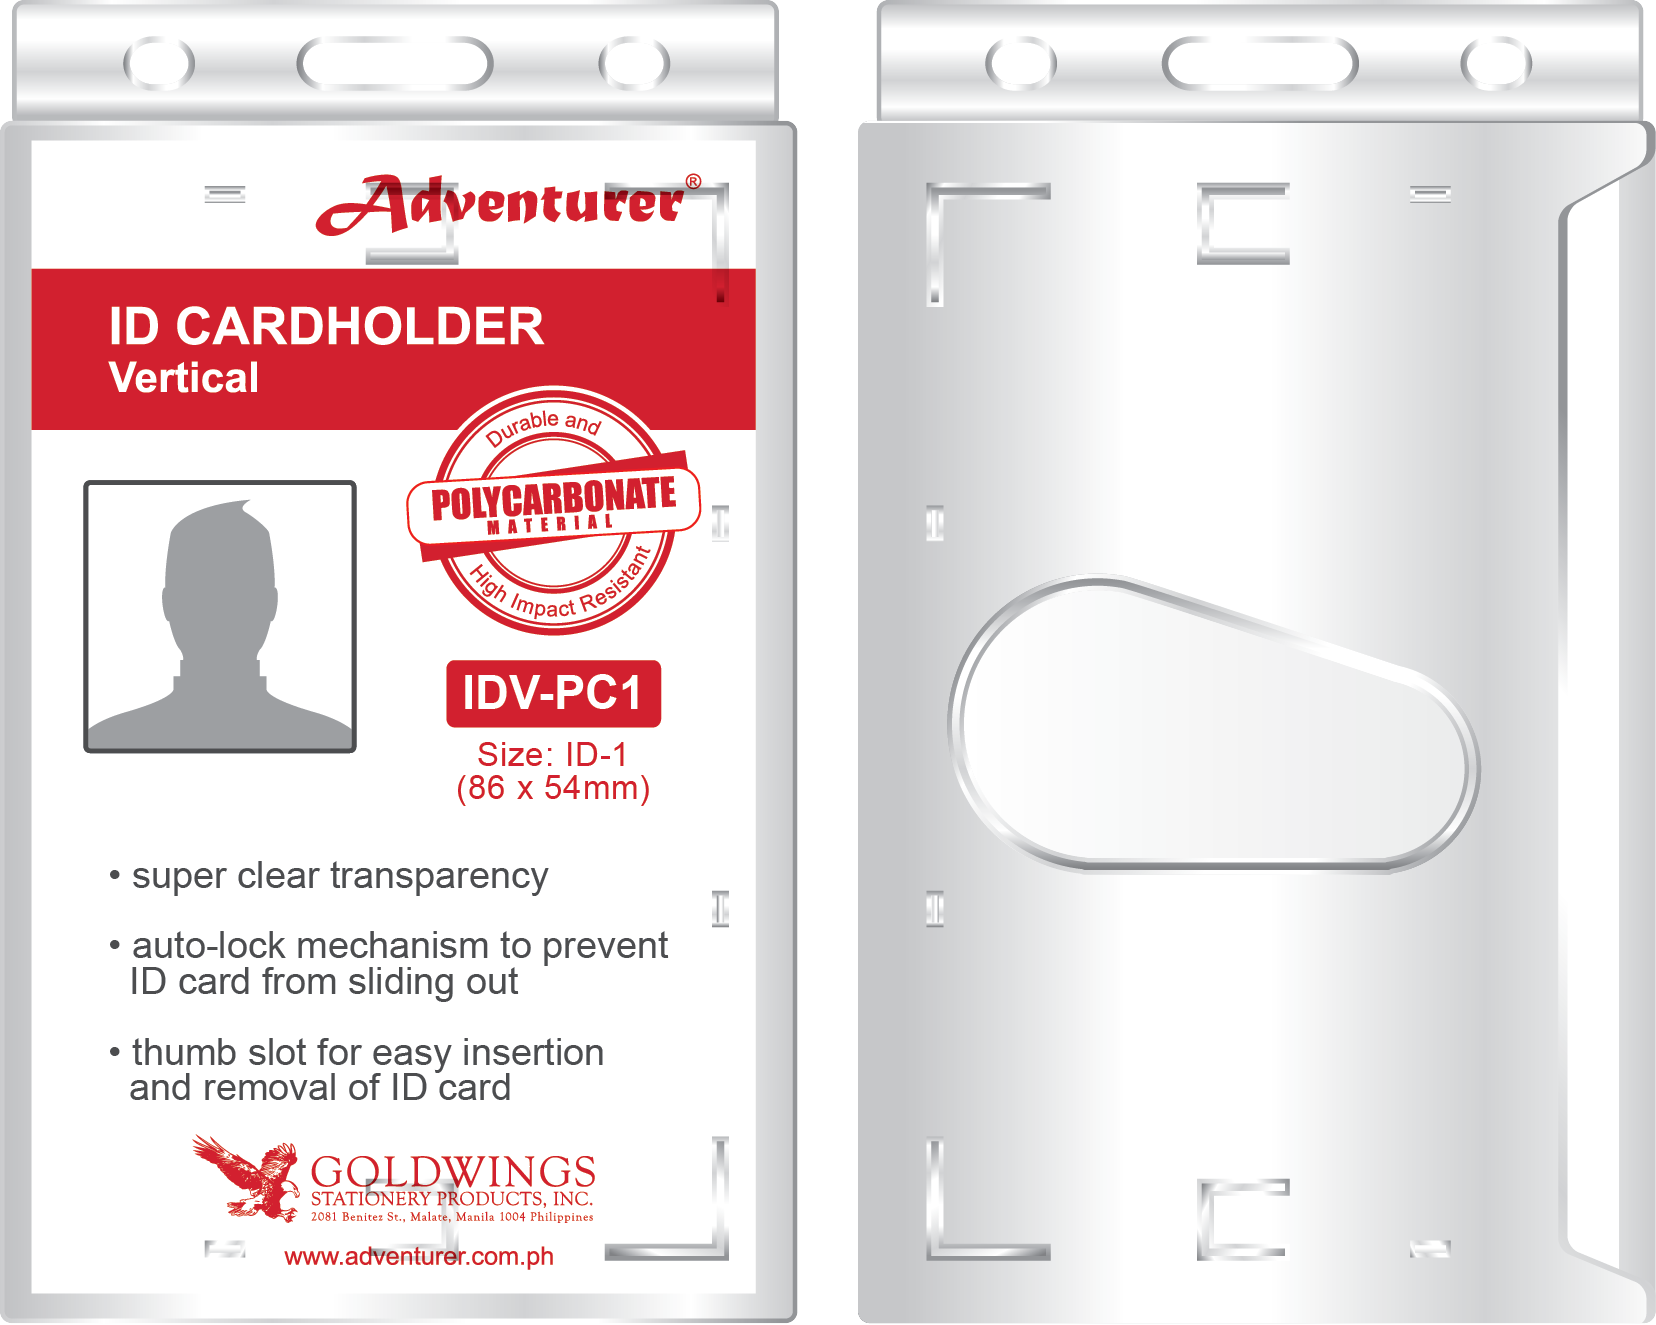 Adventurer®
ID CARDHOLDER
Vertical
Durable and
POLYCARBONATE
MATERIAL
High Impact Resistant
IDV-PC1
Size: ID-1
(86 x 54mm)
• super clear transparency
• auto-lock mechanism to prevent
ID card from sliding out
• thumb slot for easy insertion
and removal of ID card
GOLDWINGS
STATIONERY PRODUCTS, INC.
2081 Benitez St., Malate, Manila 1004 Philippines
www.adventurer.com.ph